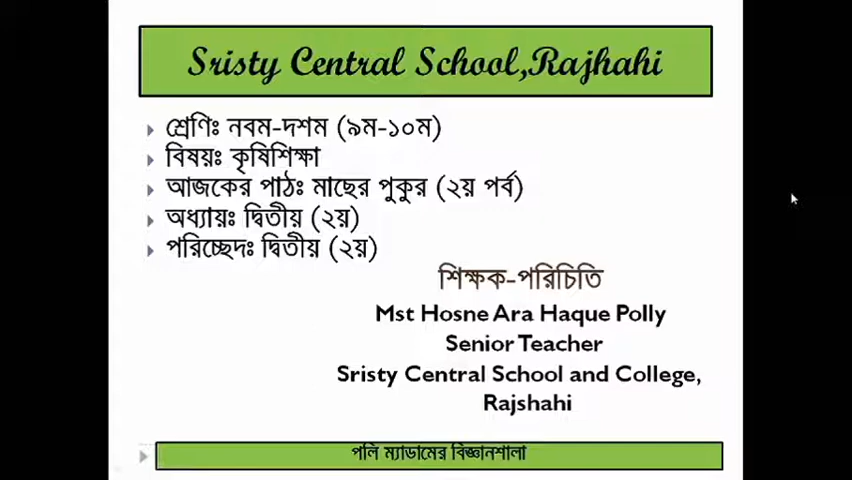 Sristy Central School,Rajhahi
শ্রেণিঃ নবম-দশম (৯ম-১০ম)
বিষয়ঃ কৃষিশিক্ষা
আজকের পাঠঃ মাছের পুকুর (২য় পর্ব)
অধ্যায়ঃ দ্বিতীয় (২য়)
পরিচ্ছেদঃ দ্বিতীয় (২য়)
শিক্ষক-পরিচিতি
Mst Hosne Ara Haque Polly
Senior Teacher
Sristy Central School and College,
Rajshahi
পলি ম্যাডামের বিজ্ঞানশালা